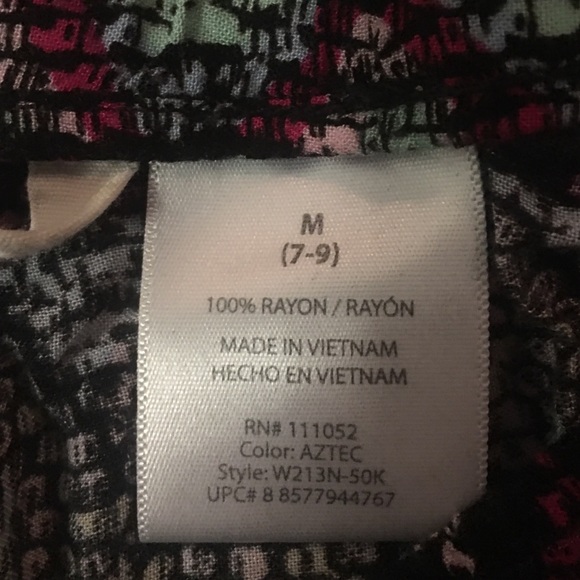 M
(7-9)
100% RAYON / RAYÓN
MADE IN VIETNAM
HECHO EN VIETNAM
RN# 111052
Color: AZTEC
Style: W213N-50K
UPC# 8 8577944767